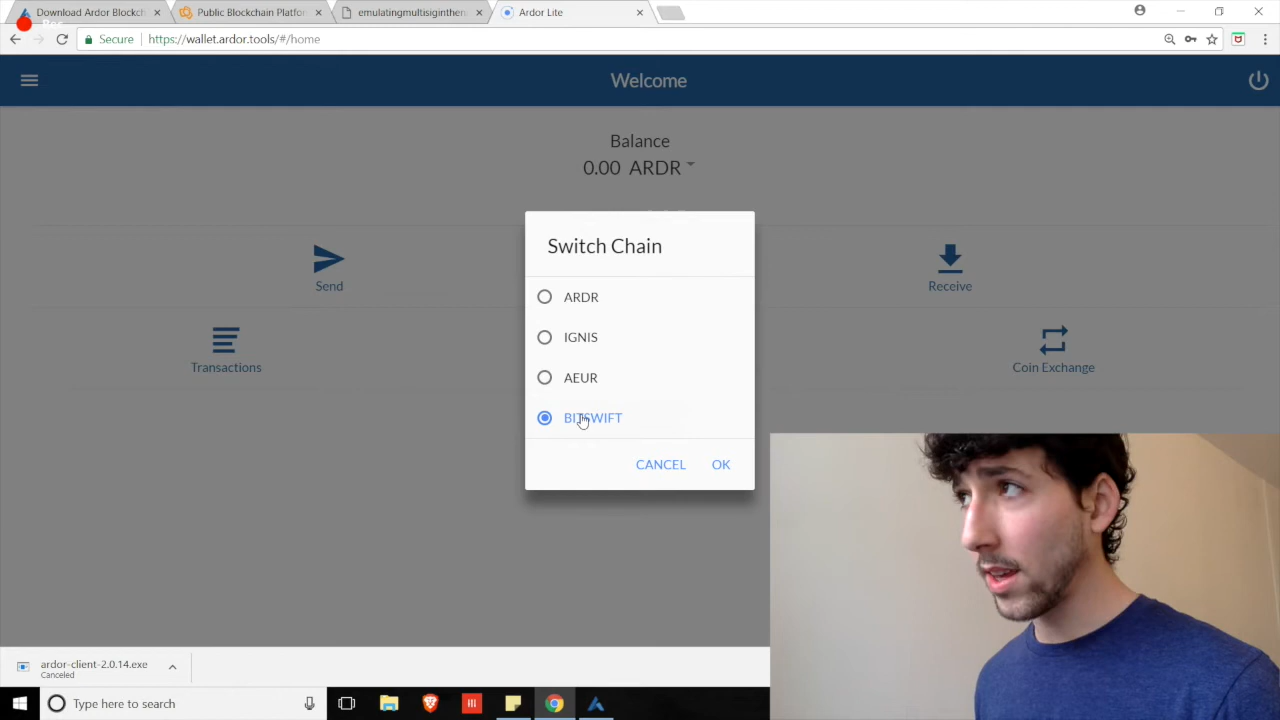 Download Ardor Blockch
Public Blockchain Platfor
emulatingmultisigintheru
Ardor Lite
Rec
Secure
https://wallet.ardor.tools/#/home
Welcome
Balance
0.00 ARDR
Switch Chain
ARDR
IGNIS
AEUR
BITSWIFT
CANCEL OK
Send
Receive
Transactions
Coin Exchange
ardor-client-2.0.14.exe
Canceled
Type here to search